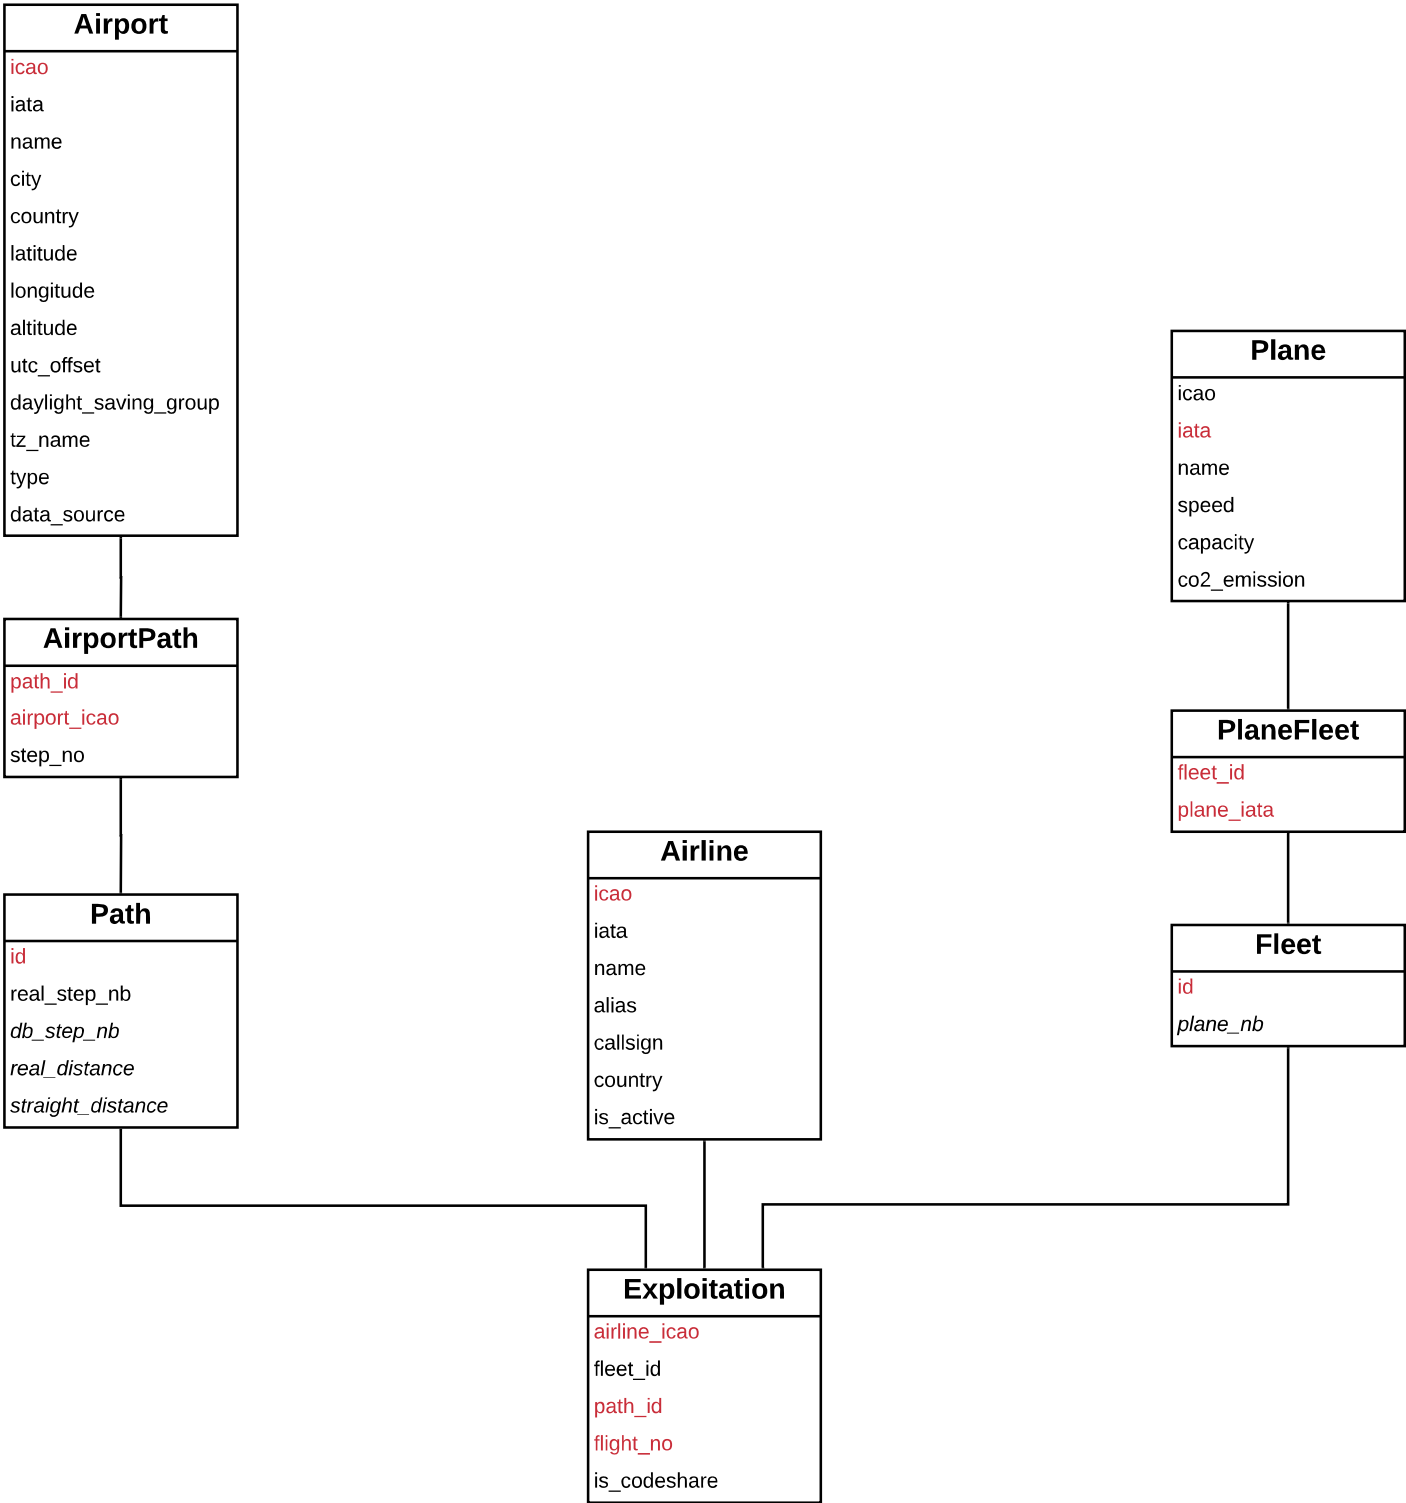 Airport
icao
iata
name
city
country
latitude
longitude
altitude
utc_offset
daylight_saving_group
tz_name
type
data_source
AirportPath
path_id
airport_icao
step_no
Path
id
real_step_nb
db_step_nb
real_distance
straight_distance
Airline
icao
iata
name
alias
callsign
country
is_active
Plane
icao
iata
name
speed
capacity
co2_emission
PlaneFleet
fleet_id
plane_iata
Fleet
id
plane_nb
Exploitation
airline_icao
fleet_id
path_id
flight_no
is_codeshare